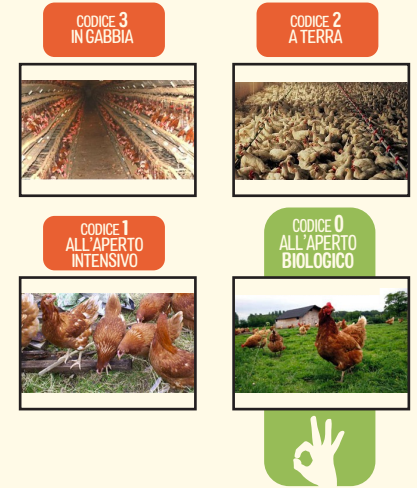 CODICE 3
IN GABBIA
CODICE 2
A TERRA
CODICE 1
ALL'APERTO
INTENSIVO
CODICE 0
ALL'APERTO
BIOLOGICO